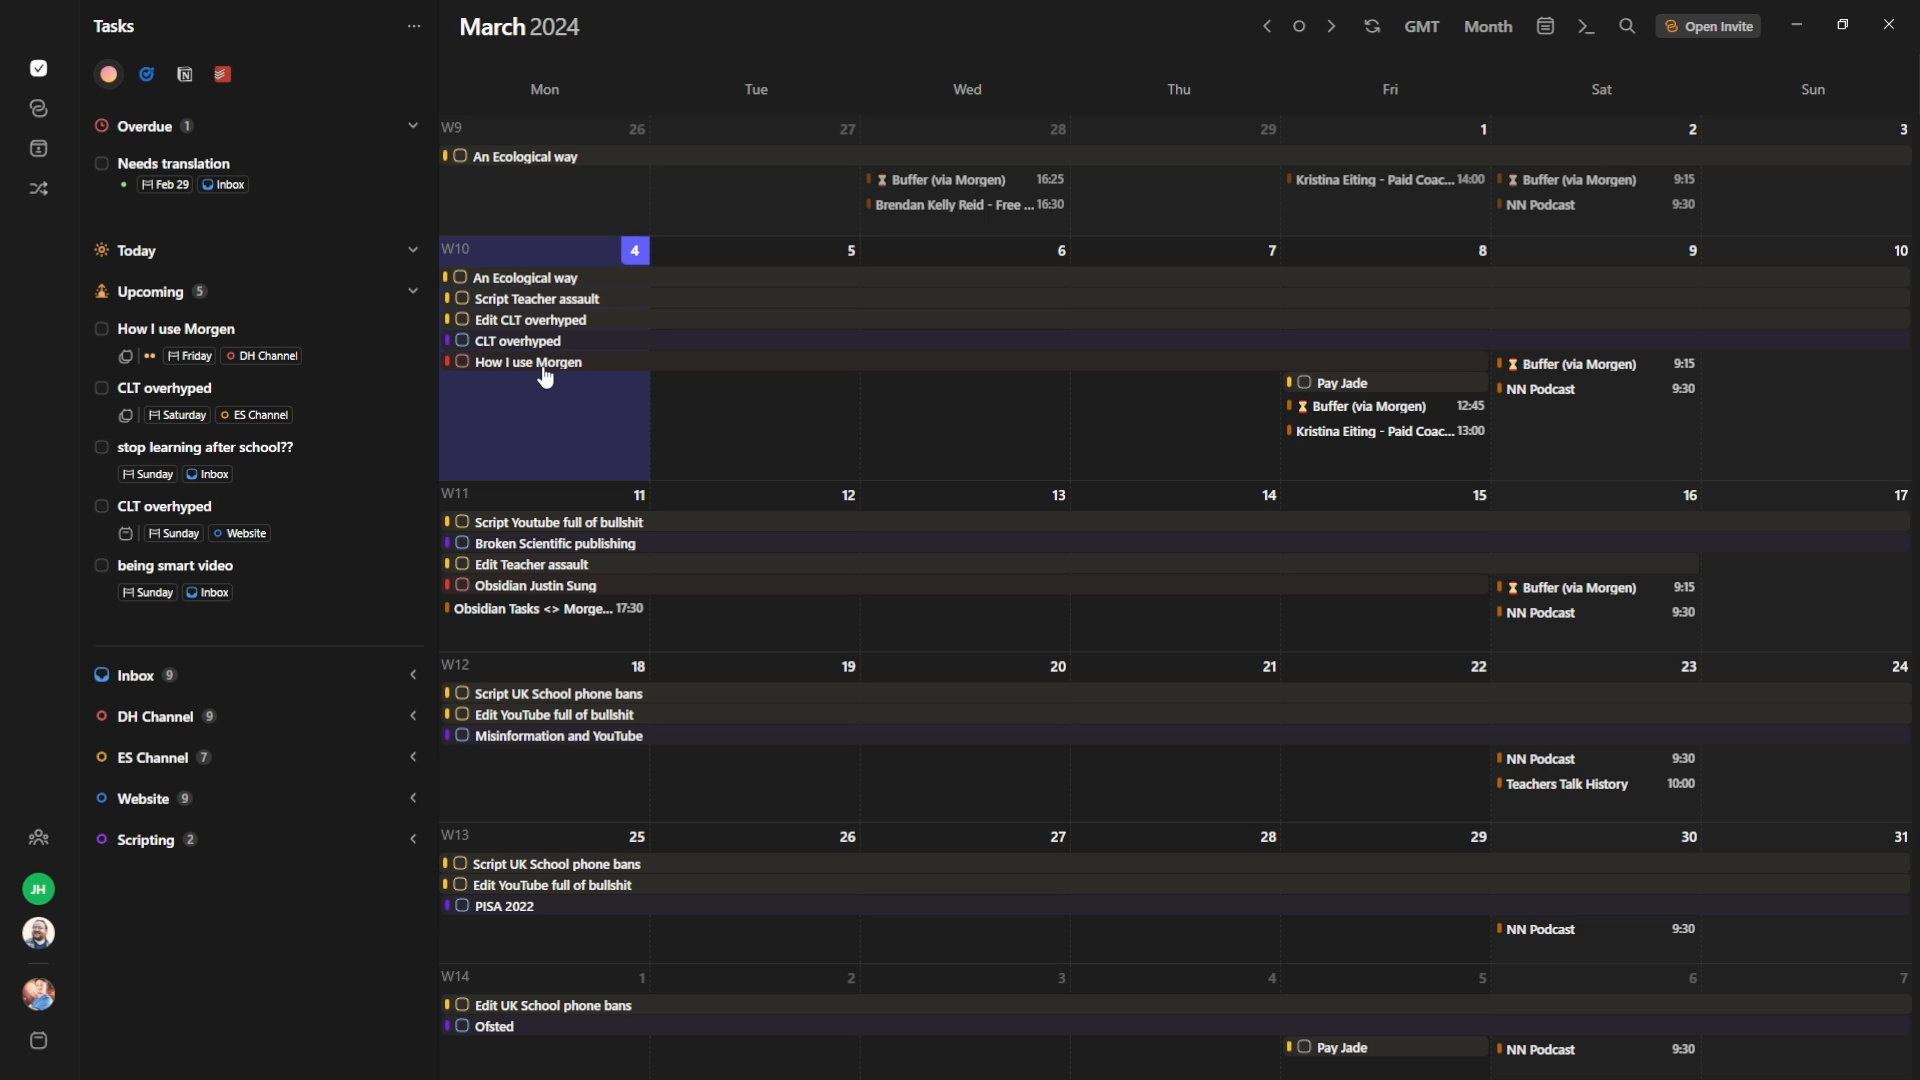 Tasks
Overdue 1
Needs translation
Feb 29 Inbox
Today
Upcoming 5
How I use Morgen
Friday DH Channel
CLT overhyped
Saturday ES Channel
stop learning after school??
Sunday Inbox
CLT overhyped
Sunday Website
being smart video
Sunday Inbox
Inbox 9
DH Channel 9
ES Channel 7
Website 9
Scripting 2
JH
March 2024
GMT Month Open Invite
Mon Tue Wed Thu Fri Sat Sun
W9 26 27 28 29 1 2 3
An Ecological way
Buffer (via Morgen) 16:25 Kristina Eiting - Paid Coac... 14:00 Buffer (via Morgen) 9:15
Brendan Kelly Reid - Free ... 16:30 NN Podcast 9:30
W10 4 5 6 7 8 9 10
An Ecological way
Script Teacher assault
Edit CLT overhyped
CLT overhyped
How I use Morgen Buffer (via Morgen) 9:15
Pay Jade NN Podcast 9:30
Buffer (via Morgen) 12:45
Kristina Eiting - Paid Coac... 13:00
W11 11 12 13 14 15 16 17
Script Youtube full of bullshit
Broken Scientific publishing
Edit Teacher assault
Obsidian Justin Sung Buffer (via Morgen) 9:15
Obsidian Tasks <> Morge... 17:30 NN Podcast 9:30
W12 18 19 20 21 22 23 24
Script UK School phone bans
Edit YouTube full of bullshit
Misinformation and YouTube
NN Podcast 9:30
Teachers Talk History 10:00
W13 25 26 27 28 29 30 31
Script UK School phone bans
Edit YouTube full of bullshit
PISA 2022
NN Podcast 9:30
W14 1 2 3 4 5 6 7
Edit UK School phone bans
Ofsted
Pay Jade NN Podcast 9:30